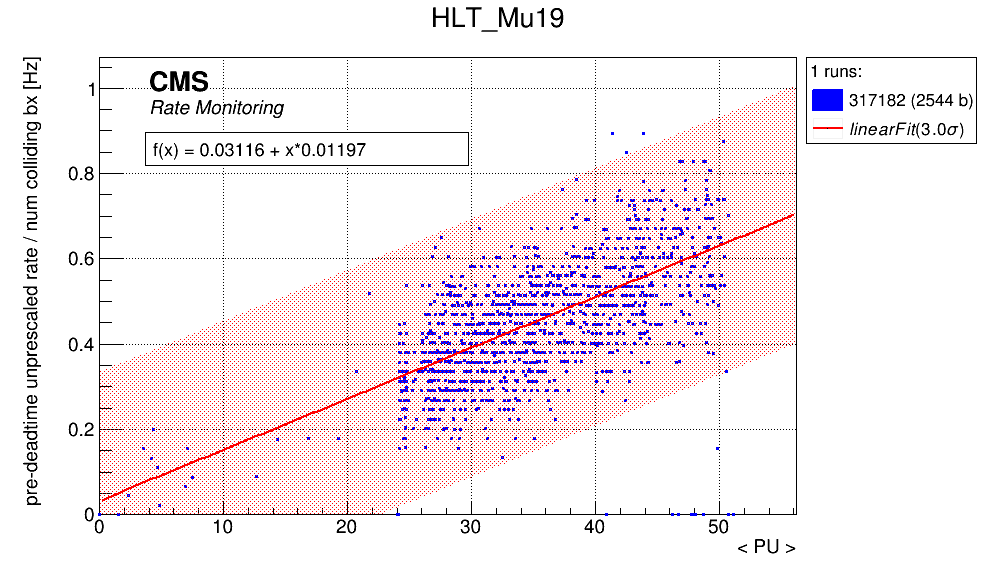 HLT_Mu19
pre-deadtime unprescaled rate / num colliding bx [Hz]
CMS
Rate Monitoring
f(x) = 0.03116 + x*0.01197
1 runs:
317182 (2544 b)
linearFit(3.0σ)
1
0.8
0.6
0.4
0.2
0
0 10 20 30 40 50
< PU >